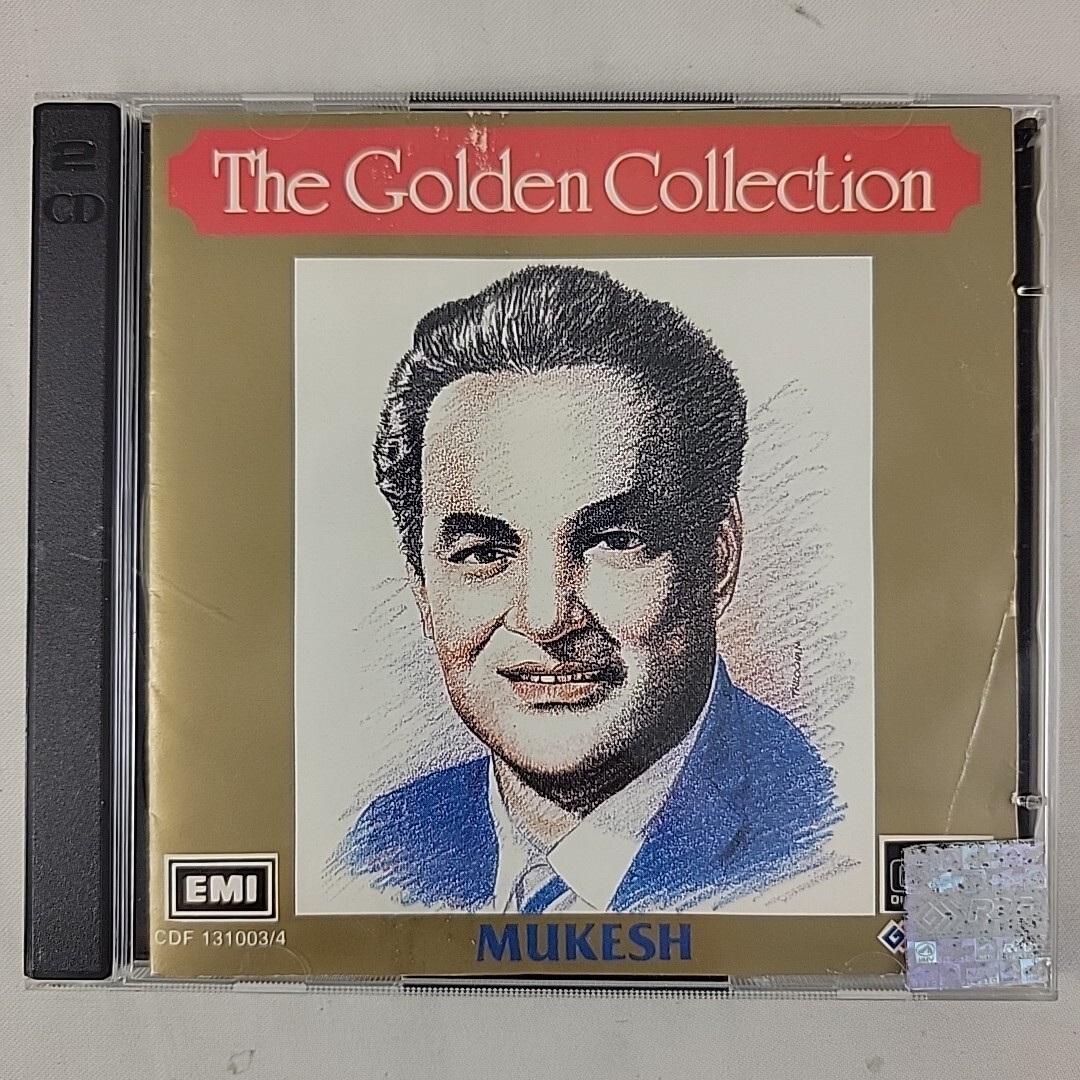 2
CD
The Golden Collection
EMI
CDF 131003/4
MUKESH